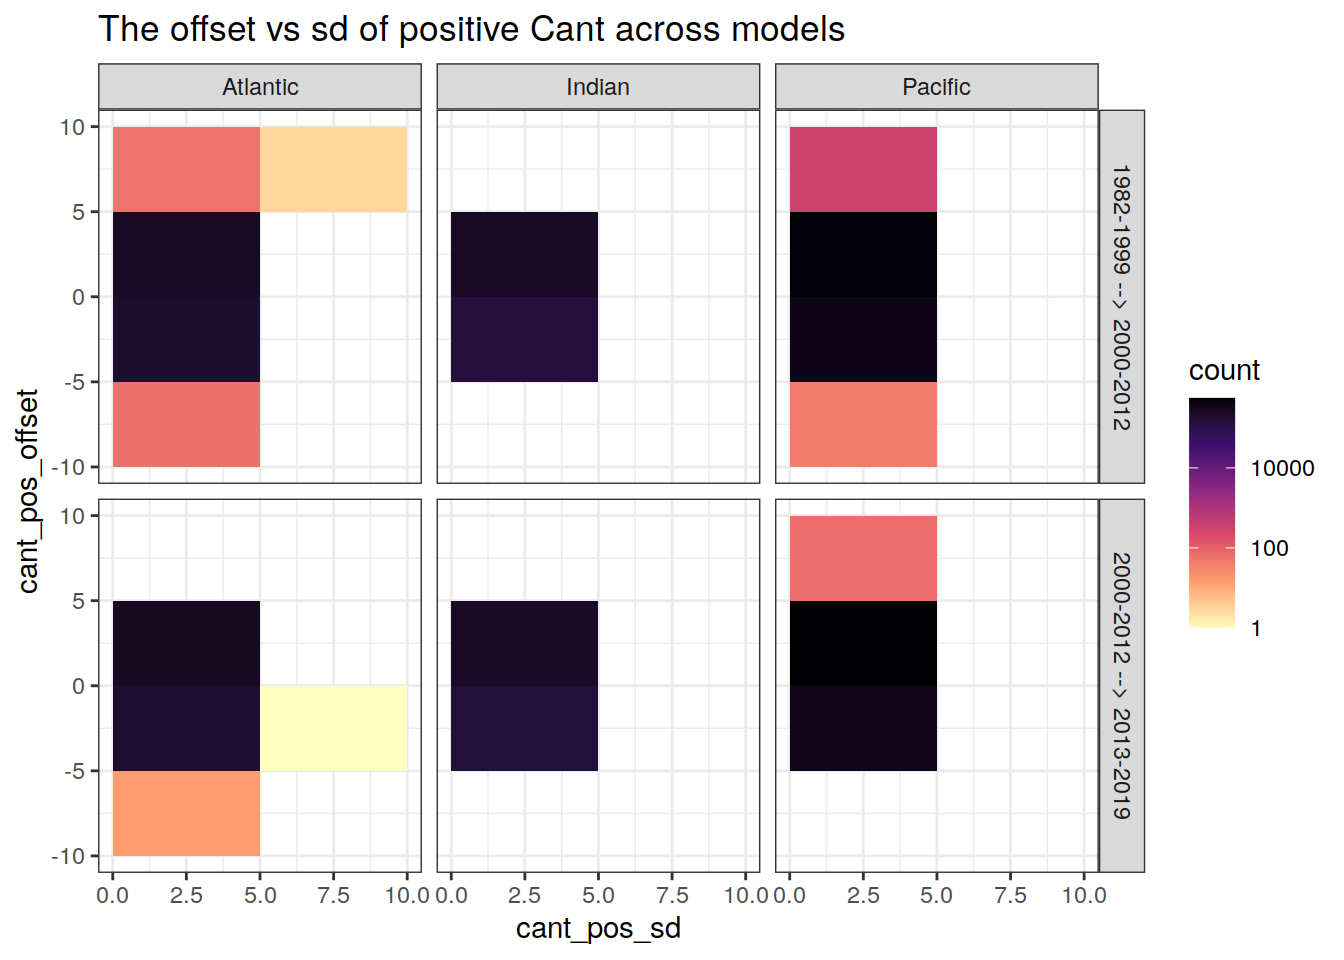 The offset vs sd of positive Cant across models
Atlantic
Indian
Pacific
10
5
0
-5
-10
1982-1999 --> 2000-2012
10
5
0
-5
-10
2000-2012 --> 2013-2019
cant_pos_offset
0.0 2.5 5.0 7.5 10.0
0.0 2.5 5.0 7.5 10.0
0.0 2.5 5.0 7.5 10.0
cant_pos_sd
count
10000
100
1